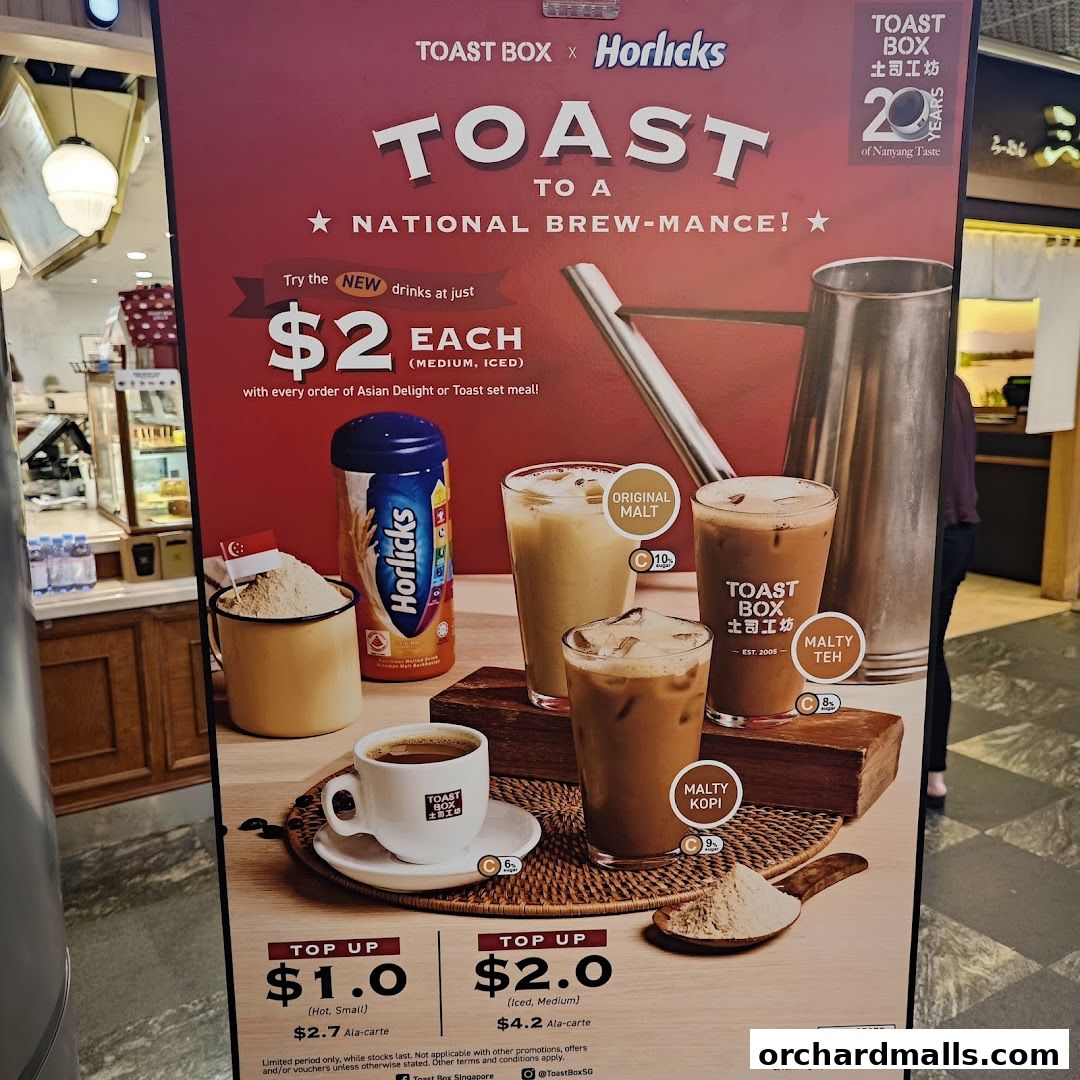 TOAST BOX x Horlicks
TOAST
BOX
土司工坊
20 YEARS
of Nanyang Taste
TOAST
TO A
★ NATIONAL BREW-MANCE! ★
Try the NEW drinks at just
$2 EACH
(MEDIUM, ICED)
with every order of Asian Delight or Toast set meal!
Horlicks
Nutritious Malted Drink
ORIGINAL
MALT
C 10% sugar
TOAST
BOX
土司工坊
— EST. 2005 —
MALTY
TEH
C 8% sugar
MALTY
KOPI
C 9% sugar
TOAST
BOX
土司工坊
C 6% sugar
TOP UP
$1.0
(Hot, Small)
$2.7 Ala-carte
TOP UP
$2.0
(Iced, Medium)
$4.2 Ala-carte
Limited period only, while stocks last. Not applicable with other promotions, offers
and/or vouchers unless otherwise stated. Other terms and conditions apply.
Toast Box Singapore @ToastBoxSG
orchardmalls.com